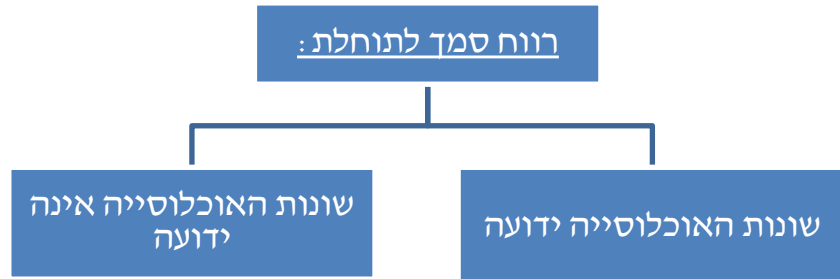 רווח סמך לתוחלת :
שונות האוכלוסייה ידועה
שונות האוכלוסייה אינה
ידועה